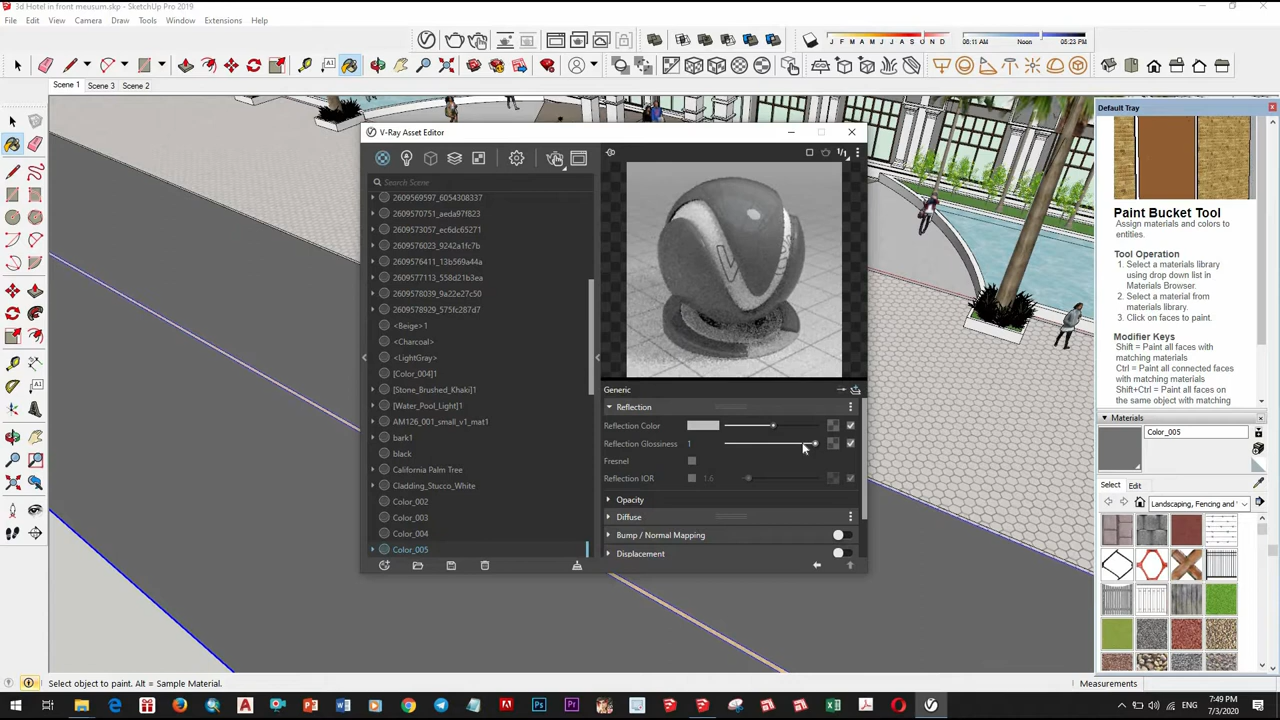 3d Hotel in front meusum.skp - SketchUp Pro 2019
File Edit View Camera Draw Tools Window Extensions Help
J F M A M J J A S O N D
06:11 AM Noon 05:23 PM
Scene 1 Scene 3 Scene 2
V-Ray Asset Editor
Search Scene
2609569597_6054308337
2609570751_aeda97f823
2609573057_ec6dc65271
2609576023_9242a1fc7b
2609576411_13b569a44a
2609577113_558d21b3ea
2609578039_9a22e27c50
2609578929_575fc287d7
<Beige>1
<Charcoal>
<LightGray>
[Color_004]1
[Stone_Brushed_Khaki]1
[Water_Pool_Light]1
AM126_001_small_v1_mat1
bark1
black
California Palm Tree
Cladding_Stucco_White
Color_002
Color_003
Color_004
Color_005
Generic
Reflection
Reflection Color
Reflection Glossiness 1
Fresnel
Reflection IOR 1.6
Opacity
Diffuse
Bump / Normal Mapping
Displacement
Default Tray
Paint Bucket Tool
Assign materials and colors to
entities.
Tool Operation
1. Select a materials library
using drop down list in
Materials Browser.
2. Select a material from
materials library.
3. Click on faces to paint.
Modifier Keys
Shift = Paint all faces with
matching materials
Ctrl = Paint all connected faces
with matching materials
Shift+Ctrl = Paint all faces on
the same object with matching
Materials
Color_005
Select Edit
Landscaping, Fencing and
Select object to paint. Alt = Sample Material.
Measurements
7:49 PM
7/3/2020